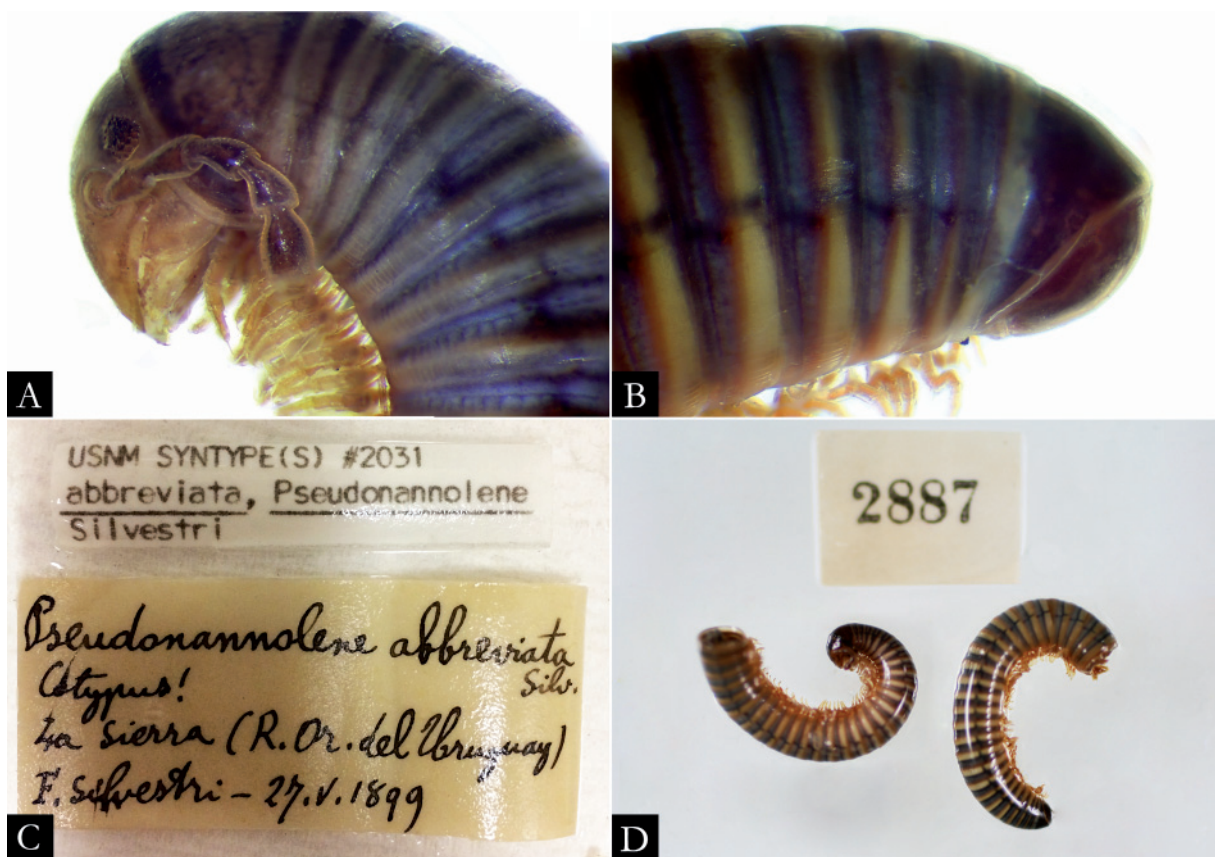 A
B
USNM SYNTYPE(S) #2031
abbreviata, Pseudonannolene
Silvestri
Pseudonannolene abbreviata
Cotypus! Silv.
La Sierra (R. Or. del Uruguay)
F. Silvestri – 27.V.1899
C
2887
D